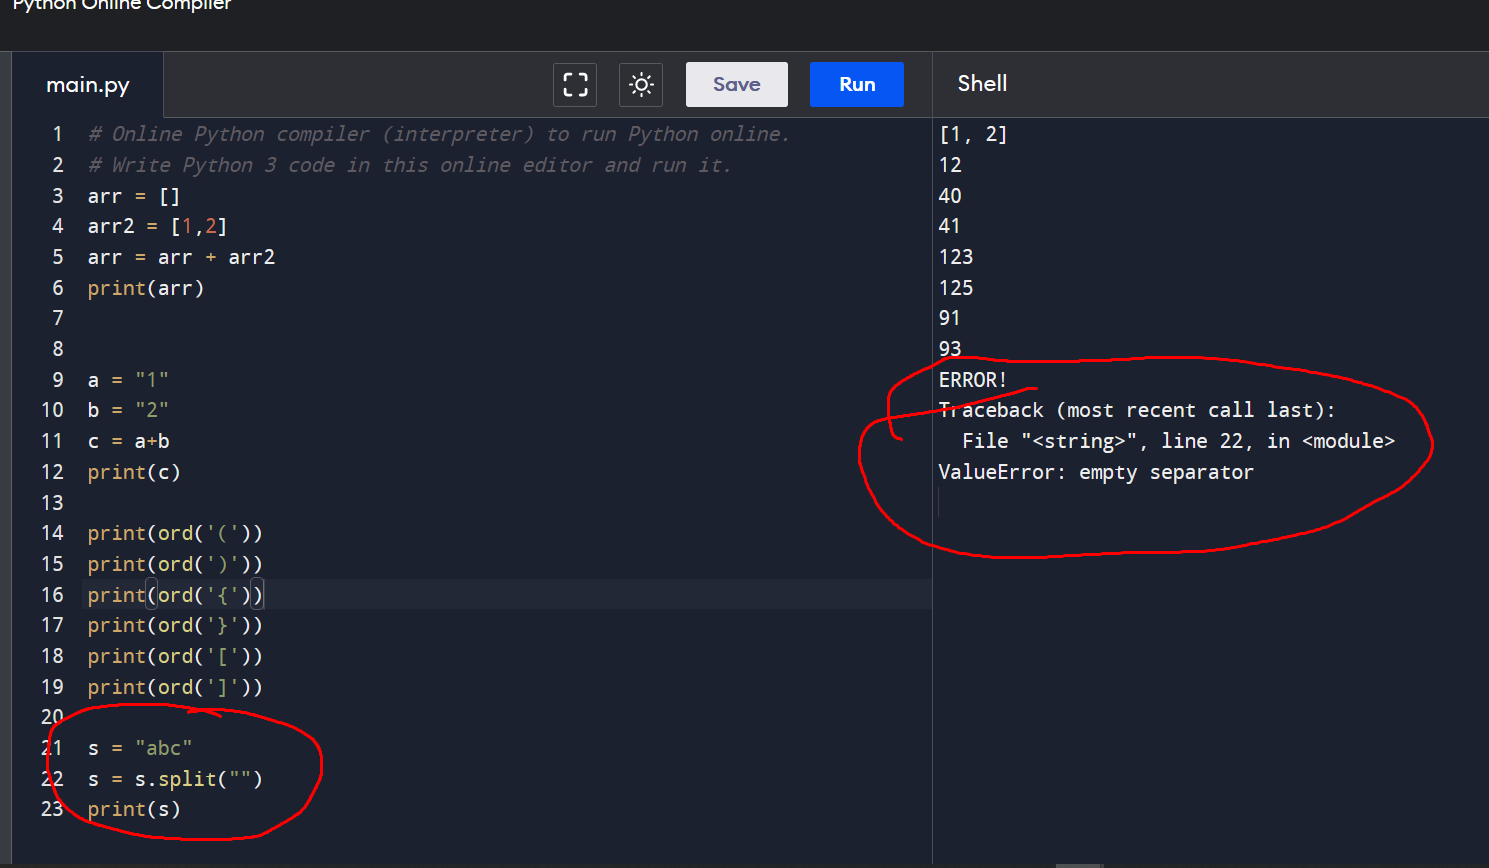 Python Online Compiler
main.py
Save
Run
Shell
1 # Online Python compiler (interpreter) to run Python online.
2 # Write Python 3 code in this online editor and run it.
3 arr = []
4 arr2 = [1,2]
5 arr = arr + arr2
6 print(arr)
7
8
9 a = "1"
10 b = "2"
11 c = a+b
12 print(c)
13
14 print(ord('('))
15 print(ord(')'))
16 print(ord('{'))
17 print(ord('}'))
18 print(ord('['))
19 print(ord(']'))
20
21 s = "abc"
22 s = s.split("")
23 print(s)
[1, 2]
12
40
41
123
125
91
93
ERROR!
Traceback (most recent call last):
  File "<string>", line 22, in <module>
ValueError: empty separator